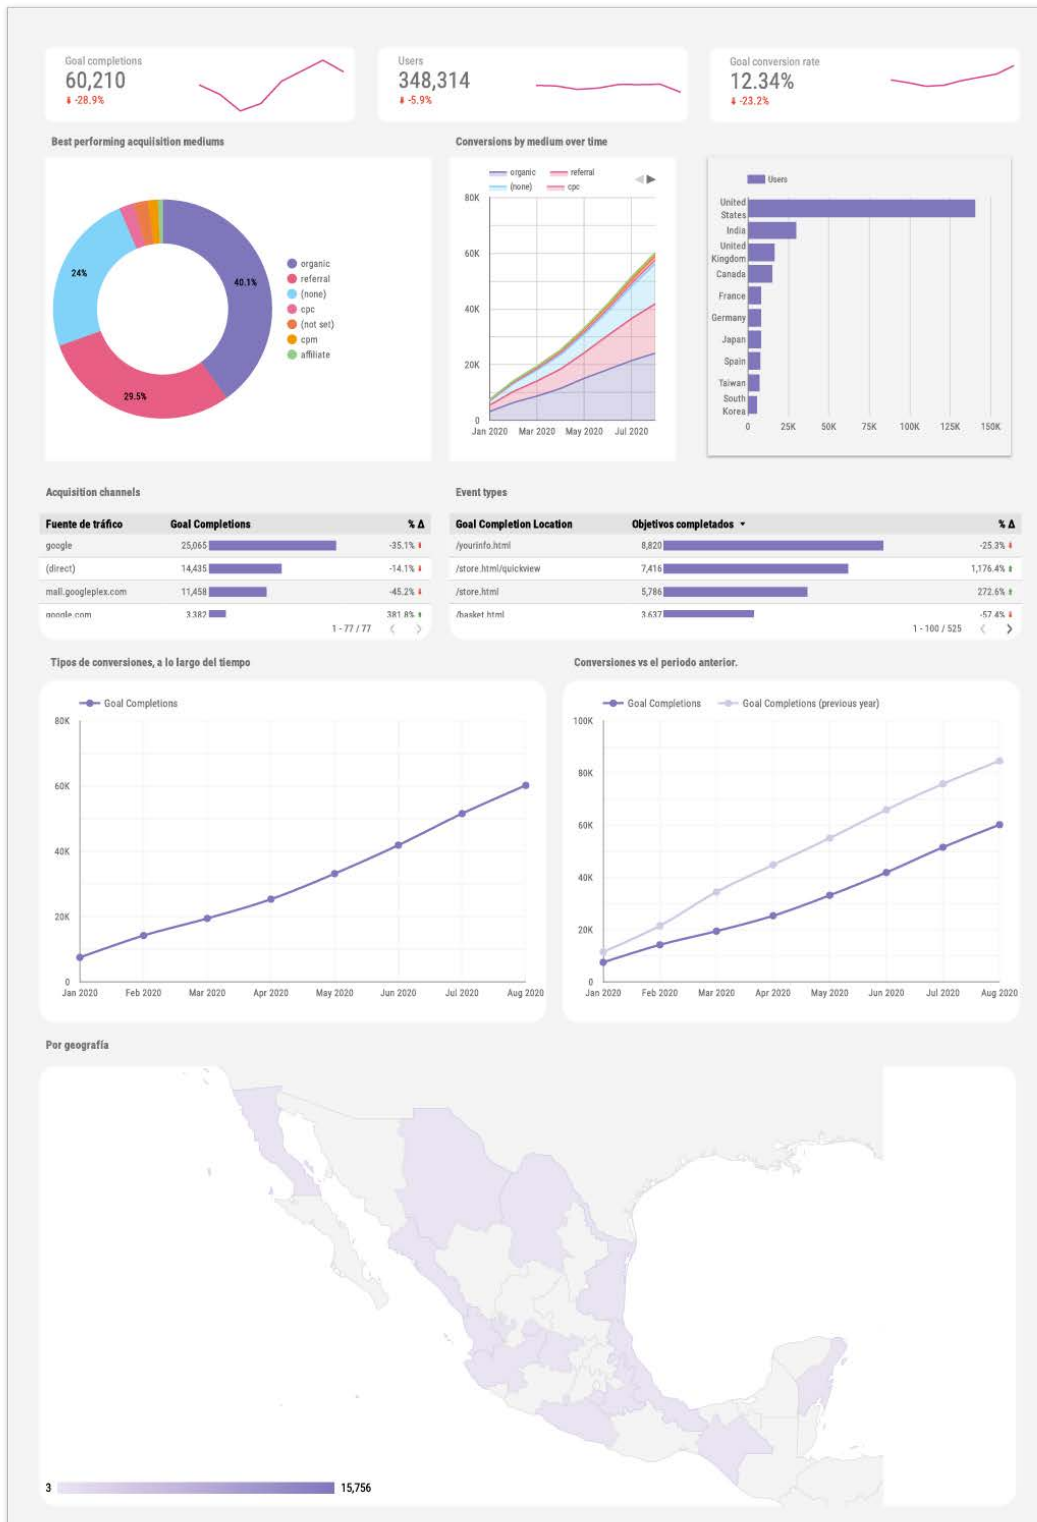 Goal completions
60,210
-28.9%
Users
348,314
-5.9%
Goal conversion rate
12.34%
-23.2%
Best performing acquiisition mediums
Conversions by medium over time
40.1%
29.5%
24%
organic
referral
(none)
cpc
(not set)
cpm
affiliate
organic
referral
(none)
cpc
80K
60K
40K
20K
0
Jan 2020 Mar 2020 May 2020 Jul 2020
Users
United
States
India
United
Kingdom
Canada
France
Germany
Japan
Spain
Taiwan
South
Korea
0 25K 50K 75K 100K 125K 150K
Acquisition channels
Fuente de tráfico Goal Completions % Δ
google 25,065 -35.1%
(direct) 14,435 -14.1%
mall.googleplex.com 11,458 -45.2%
google.com 3,382 381.8%
1 - 77 / 77
Event types
Goal Completion Location Objetivos completados % Δ
/yourinfo.html 8,820 -25.3%
/store.html/quickview 7,416 1,176.4%
/store.html 5,786 272.6%
/basket.html 3,637 -57.4%
1 - 100 / 525
Tipos de conversiones, a lo largo del tiempo
Goal Completions
80K
60K
40K
20K
0
Jan 2020 Feb 2020 Mar 2020 Apr 2020 May 2020 Jun 2020 Jul 2020 Aug 2020
Conversiones vs el periodo anterior.
Goal Completions Goal Completions (previous year)
100K
80K
60K
40K
20K
0
Jan 2020 Feb 2020 Mar 2020 Apr 2020 May 2020 Jun 2020 Jul 2020 Aug 2020
Por geografía
3 15,756